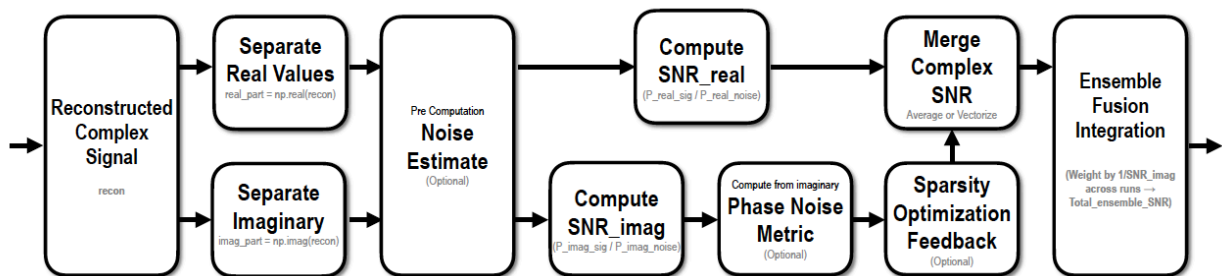 Reconstructed
Complex
Signal
recon
Separate
Real Values
real_part = np.real(recon)
Separate
Imaginary
imag_part = np.imag(recon)
Pre Computation
Noise
Estimate
(Optional)
Compute
SNR_real
(P_real_sig / P_real_noise)
Compute
SNR_imag
(P_imag_sig / P_imag_noise)
Compute from imaginary
Phase Noise
Metric
(Optional)
Merge
Complex
SNR
Average or Vectorize
Sparsity
Optimization
Feedback
(Optional)
Ensemble
Fusion
Integration
(Weight by 1/SNR_imag
across runs →
Total_ensemble_SNR)